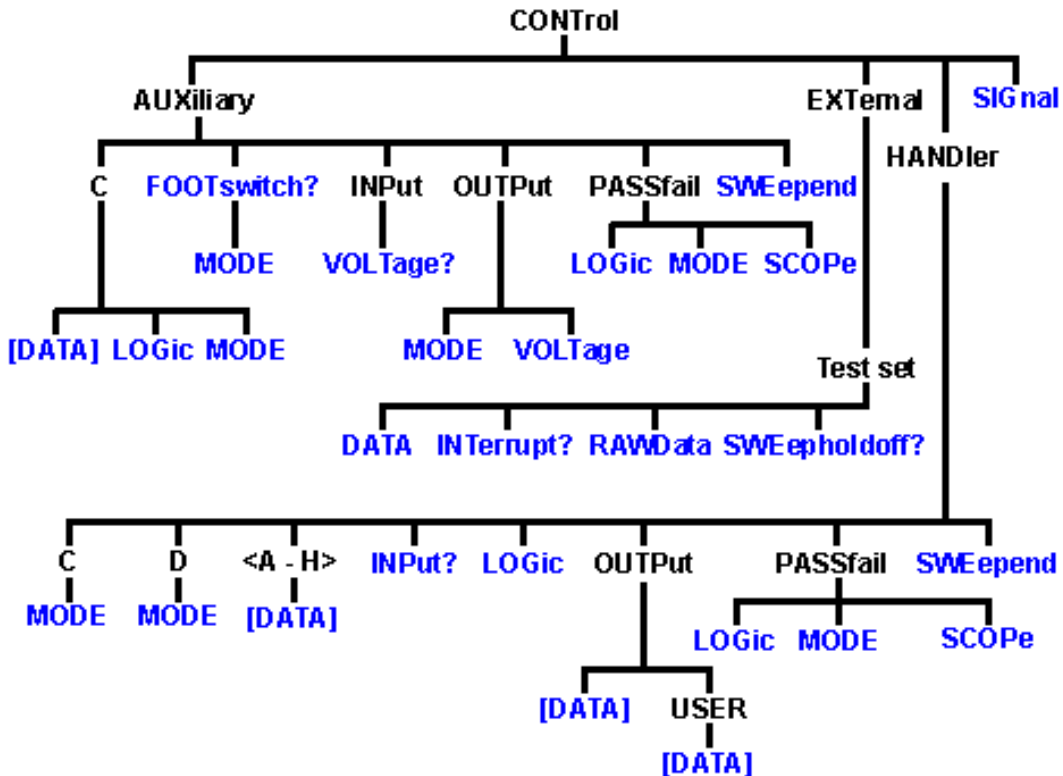 CONTrol
AUXiliary EXTernal SIGnal
HANDler
C FOOTswitch? INPut OUTPut PASSfail SWEepend
MODE VOLTage? LOGic MODE SCOPe
[DATA] LOGic MODE MODE VOLTage
Test set
DATA INTerrupt? RAWData SWEepholdoff?
C D <A - H> INPut? LOGic OUTPut PASSfail SWEepend
MODE MODE [DATA] LOGic MODE SCOPe
[DATA] USER
[DATA]